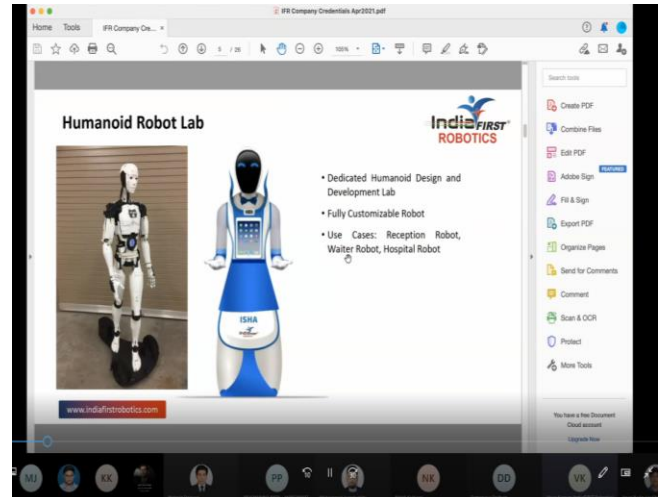 IFR Company Credentials Apr2021.pdf
Home Tools IFR Company Cre... ×
5 / 25
Search tools
Humanoid Robot Lab
India FIRST
ROBOTICS
• Dedicated Humanoid Design and
Development Lab
• Fully Customizable Robot
• Use Cases: Reception Robot,
Waiter Robot, Hospital Robot
ISHA
www.indiafirstrobotics.com
Create PDF
Combine Files
Edit PDF
FEATURED
Adobe Sign
Fill & Sign
Export PDF
Organize Pages
Send for Comments
Comment
Scan & OCR
Protect
More Tools
You have a free Document
Cloud account
Upgrade Now
MJ KK PP NK DD VK